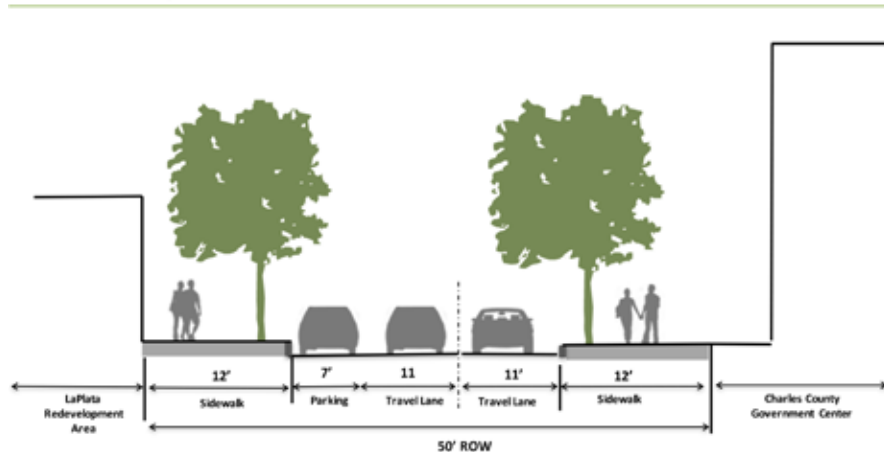 12'
7'
11
11'
12'
LaPlata
Redevelopment
Area
Sidewalk
Parking
Travel Lane
Travel Lane
Sidewalk
Charles County
Government Center
50' ROW